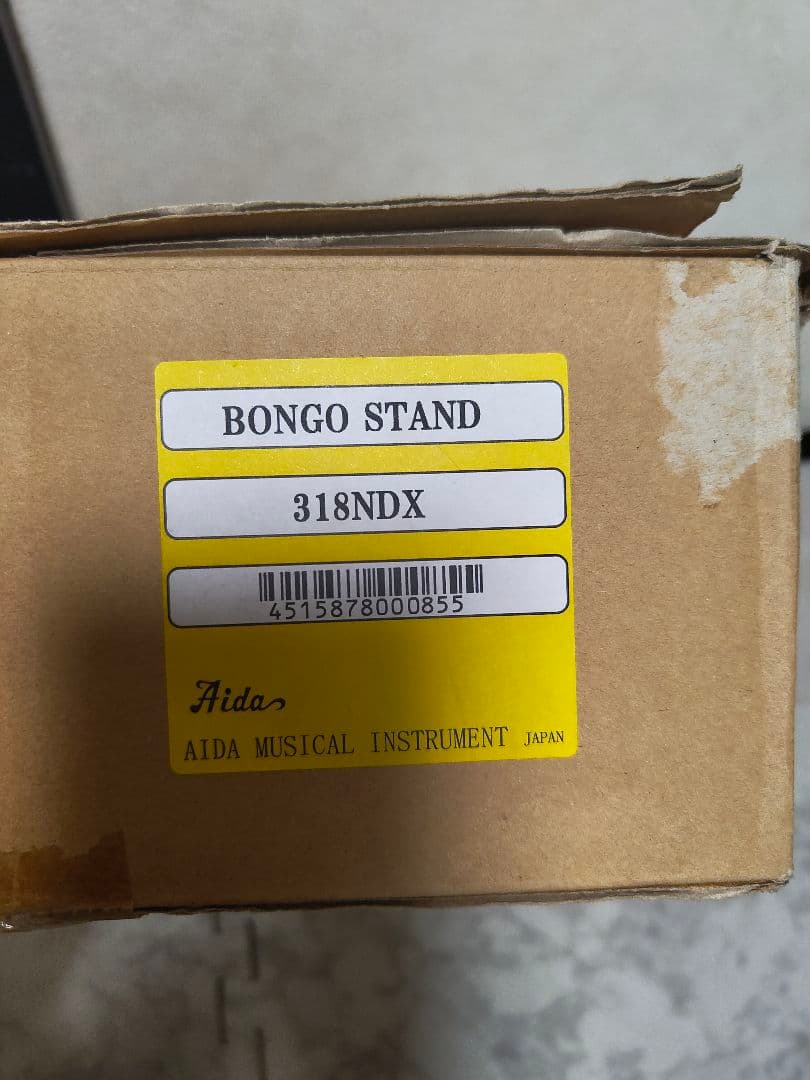 BONGO STAND
318NDX
4515878000855
Aida
AIDA MUSICAL INSTRUMENT JAPAN